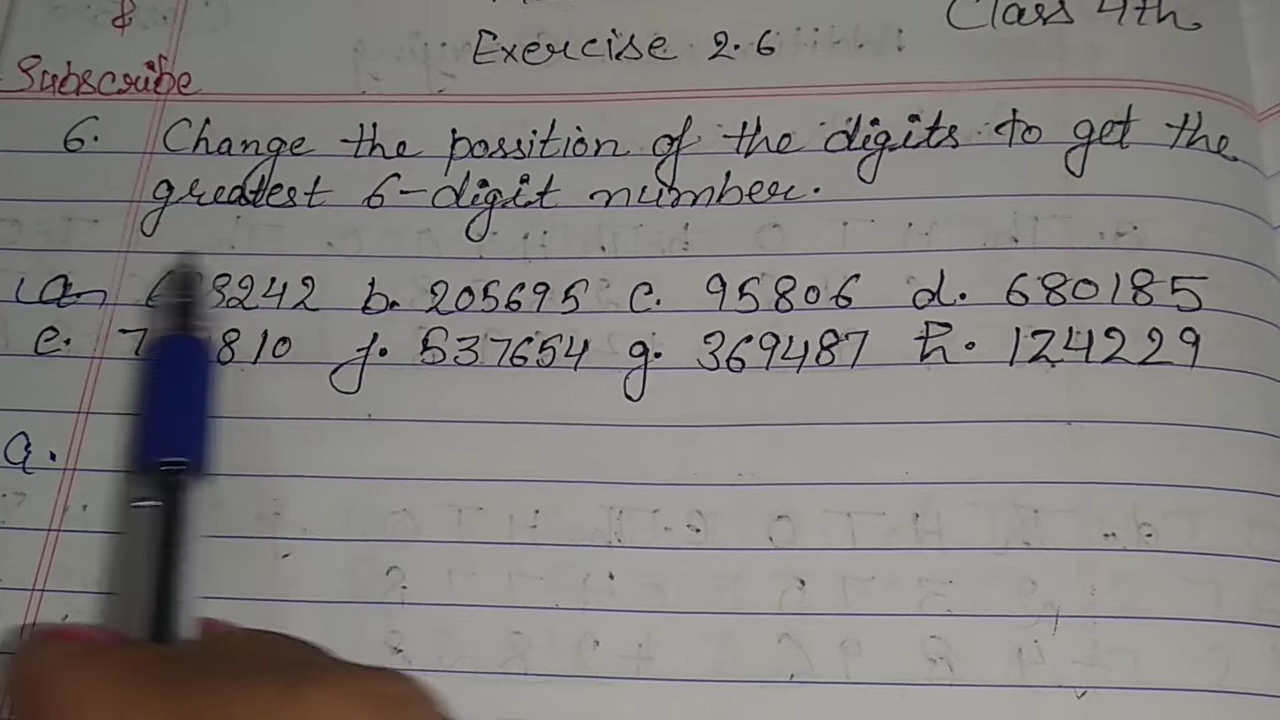 &
Class 4th
Exercise 2.6
Subscribe
6. Change the possition of the digits to get the
greatest 6-digit number.
a b. 205695 c. 95806 d. 680185
e. f. 537654 g. 369487 h. 124229
a.